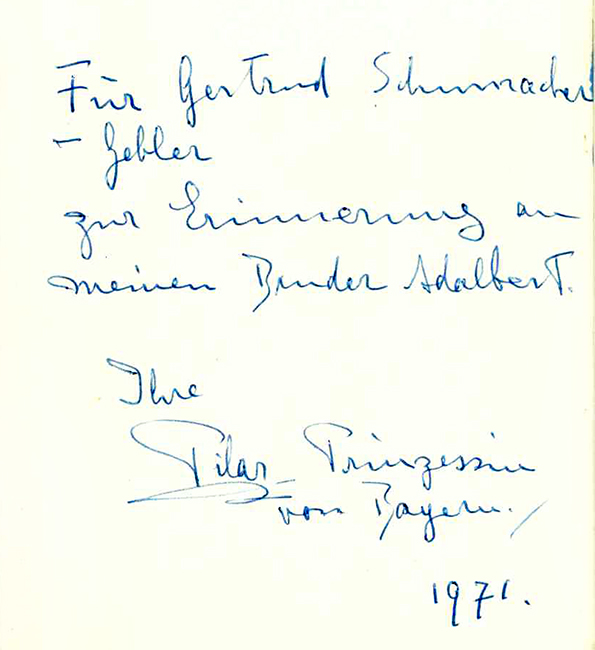 Für Gertrud Schumacher
- Gebler
zur Erinnerung an
meinen Bruder Adalbert.
Ihre
Pilar Prinzessin
von Bayern.
1971.